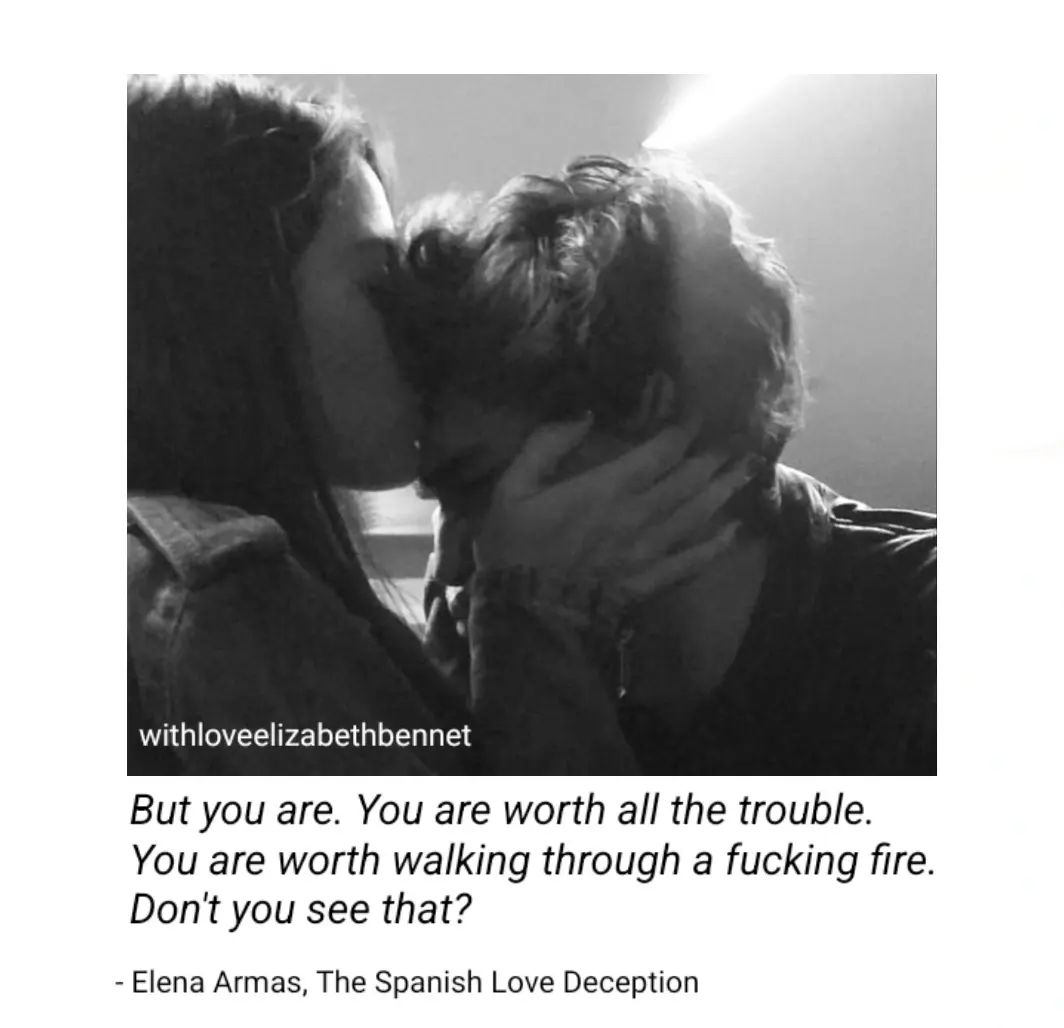 withloveelizabethbennet
But you are. You are worth all the trouble.
You are worth walking through a fucking fire.
Don't you see that?
- Elena Armas, The Spanish Love Deception